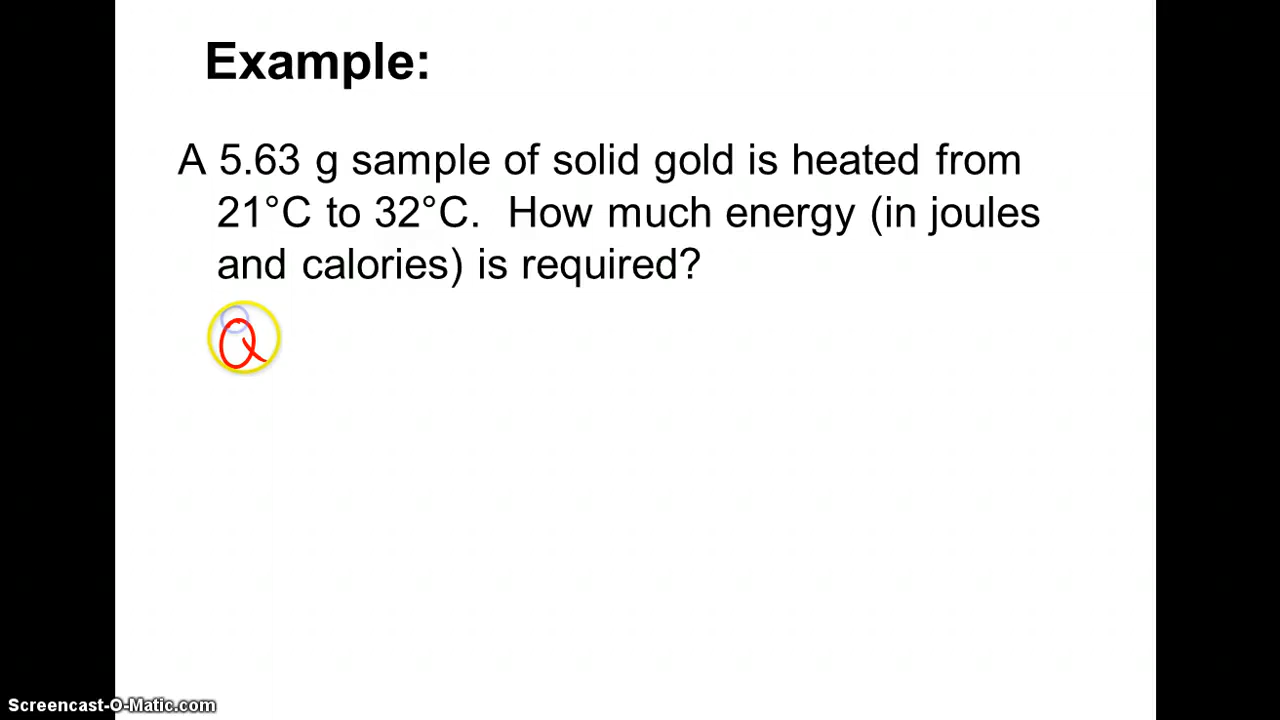 Example:
A 5.63 g sample of solid gold is heated from
21°C to 32°C. How much energy (in joules
and calories) is required?
Q
Screencast-O-Matic.com